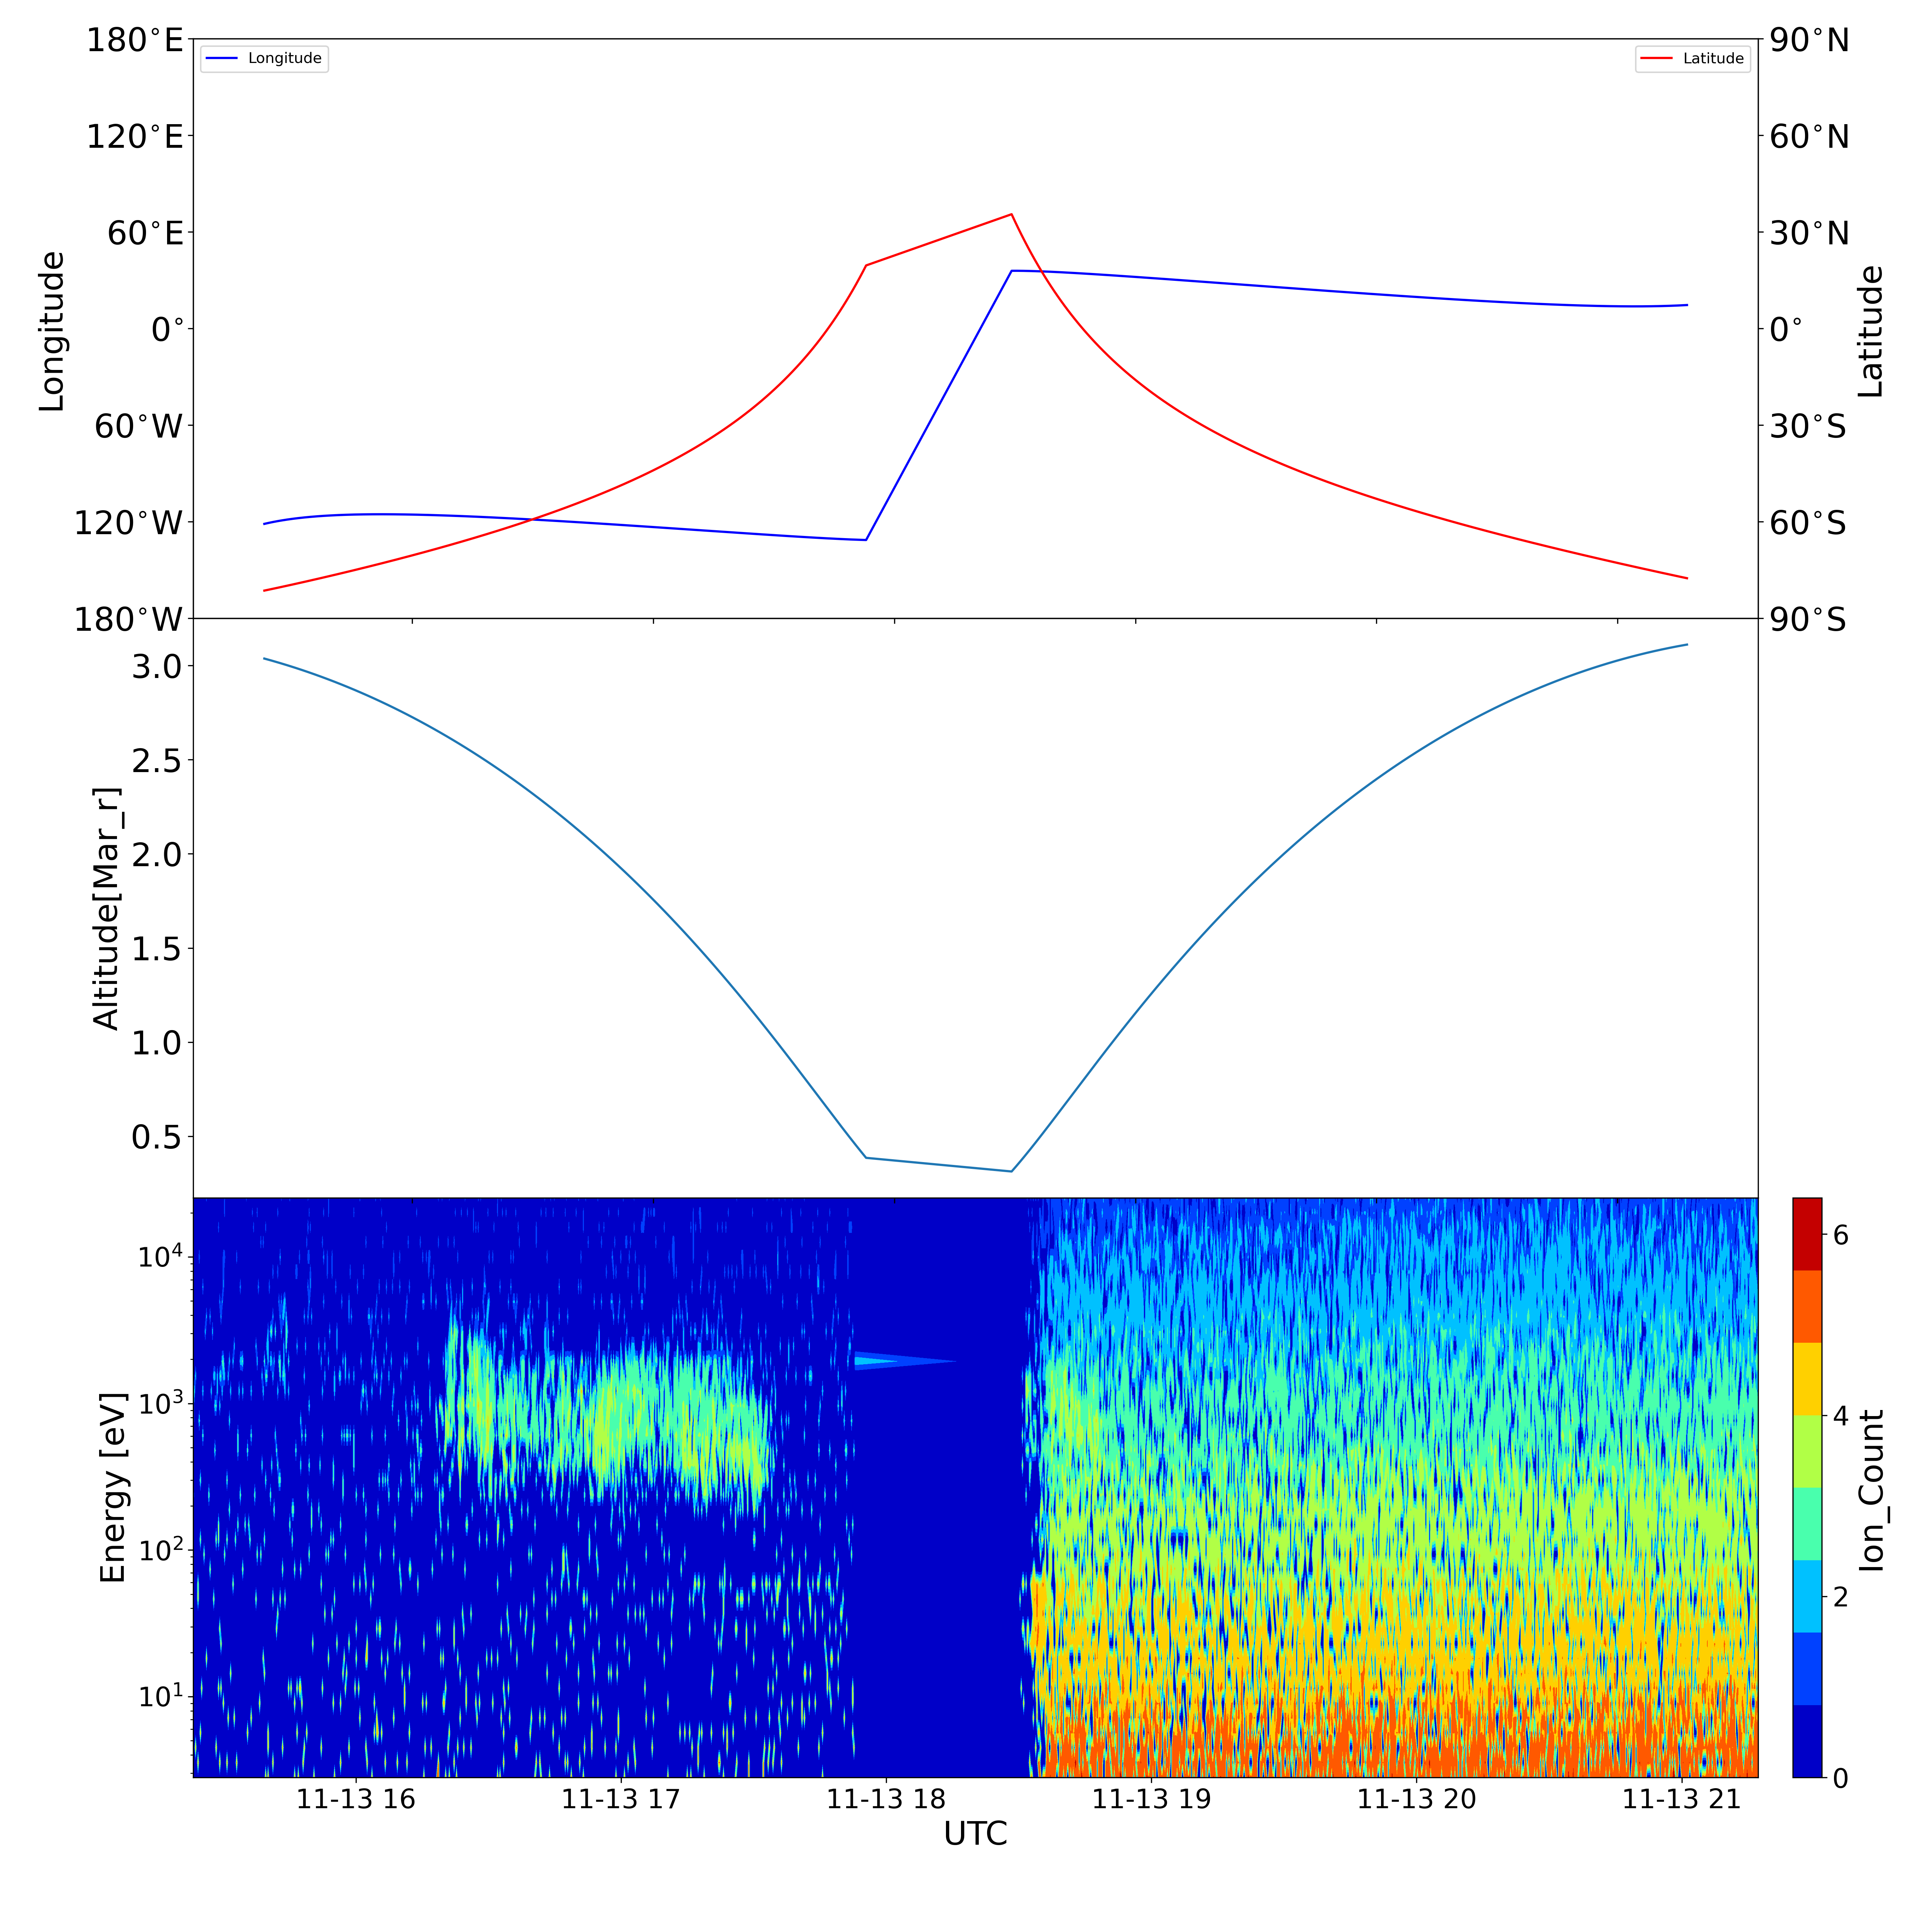 180°E
120°E
60°E
0°
60°W
120°W
180°W
Longitude
Longitude
Latitude
90°N
60°N
30°N
0°
30°S
60°S
90°S
Latitude
3.0
2.5
2.0
1.5
1.0
0.5
Altitude[Mar_r]
10⁴
10³
10²
10¹
Energy [eV]
6
4
2
0
Ion_Count
11-13 16
11-13 17
11-13 18
11-13 19
11-13 20
11-13 21
UTC